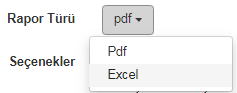 Rapor Türü pdf
Pdf
Seçenekler
Excel